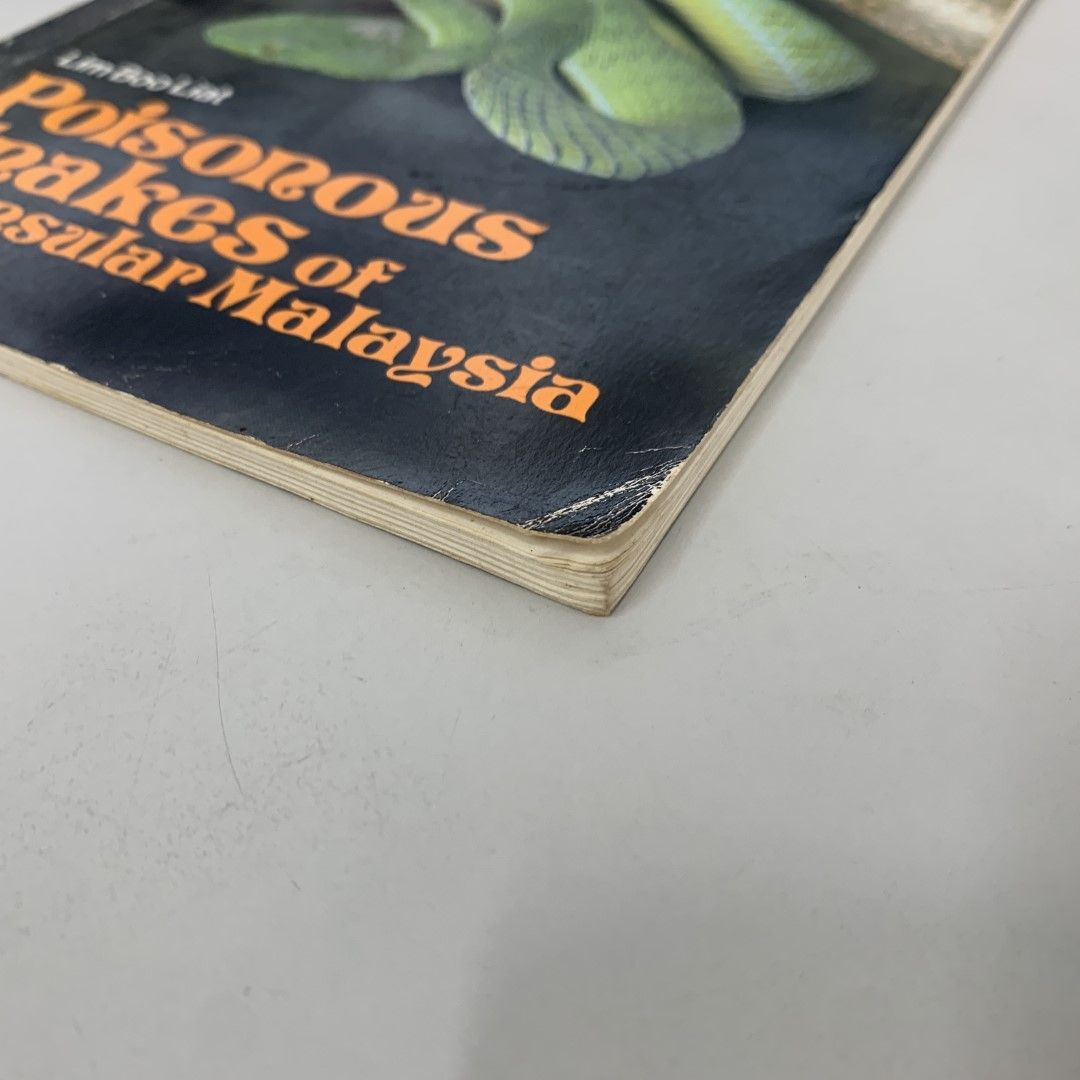 Lim Boo Liat
Poisonous
nakes of
nsular Malaysia